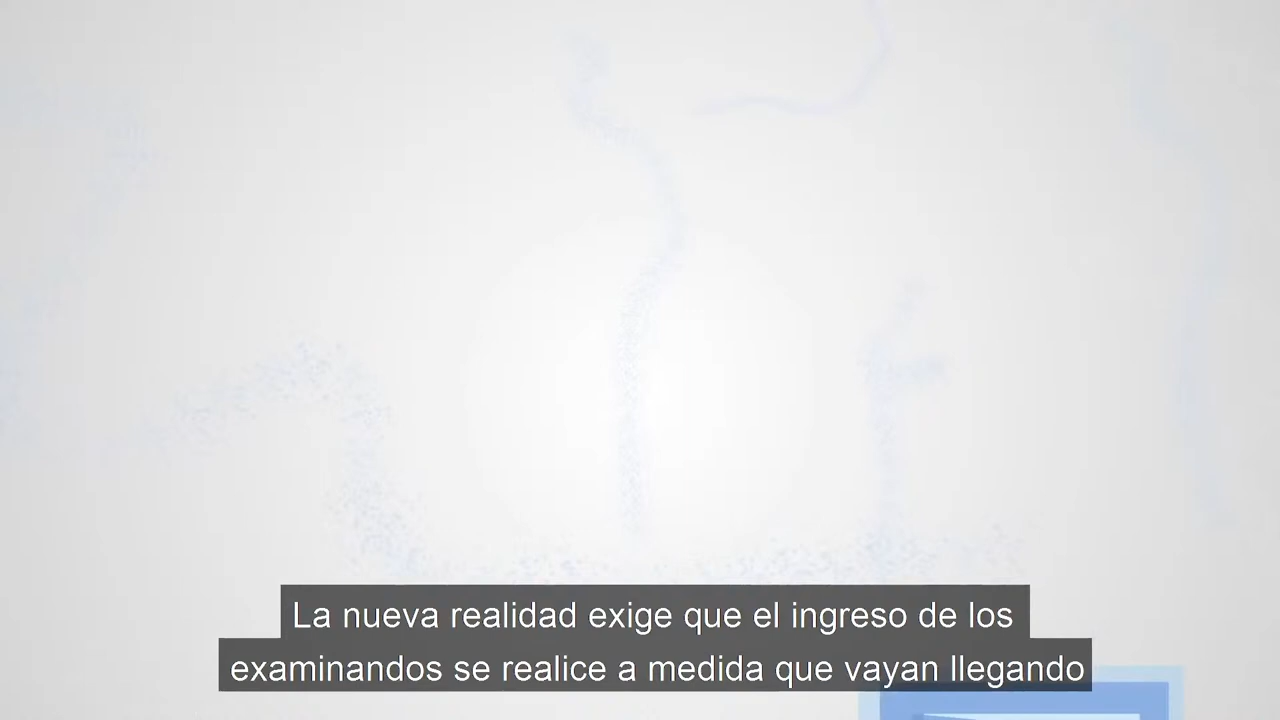 La nueva realidad exige que el ingreso de los
examinandos se realice a medida que vayan llegando